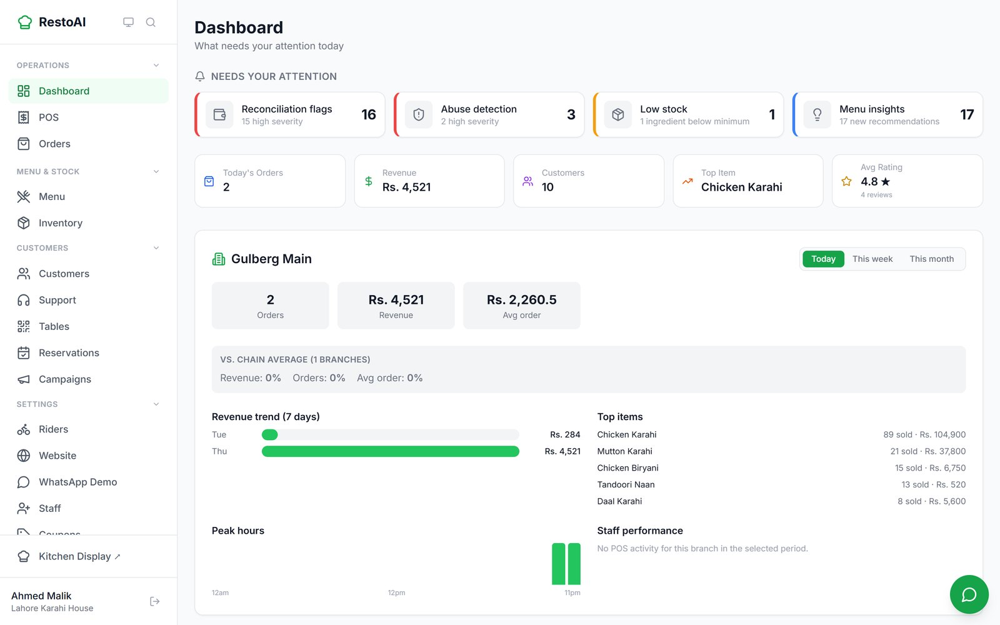 RestoAI
OPERATIONS
Dashboard
POS
Orders
MENU & STOCK
Menu
Inventory
CUSTOMERS
Customers
Support
Tables
Reservations
Campaigns
SETTINGS
Riders
Website
WhatsApp Demo
Staff
Coupons
Kitchen Display ↗
Ahmed Malik
Lahore Karahi House
Dashboard
What needs your attention today
NEEDS YOUR ATTENTION
Reconciliation flags
15 high severity
16
Abuse detection
2 high severity
3
Low stock
1 ingredient below minimum
1
Menu insights
17 new recommendations
17
Today's Orders
2
Revenue
Rs. 4,521
Customers
10
Top Item
Chicken Karahi
Avg Rating
4.8 ★
4 reviews
Gulberg Main
Today This week This month
2
Orders
Rs. 4,521
Revenue
Rs. 2,260.5
Avg order
VS. CHAIN AVERAGE (1 BRANCHES)
Revenue: 0% Orders: 0% Avg order: 0%
Revenue trend (7 days)
Tue Rs. 284
Thu Rs. 4,521
Top items
Chicken Karahi 89 sold · Rs. 104,900
Mutton Karahi 21 sold · Rs. 37,800
Chicken Biryani 15 sold · Rs. 6,750
Tandoori Naan 13 sold · Rs. 520
Daal Karahi 8 sold · Rs. 5,600
Peak hours
12am 12pm 11pm
Staff performance
No POS activity for this branch in the selected period.